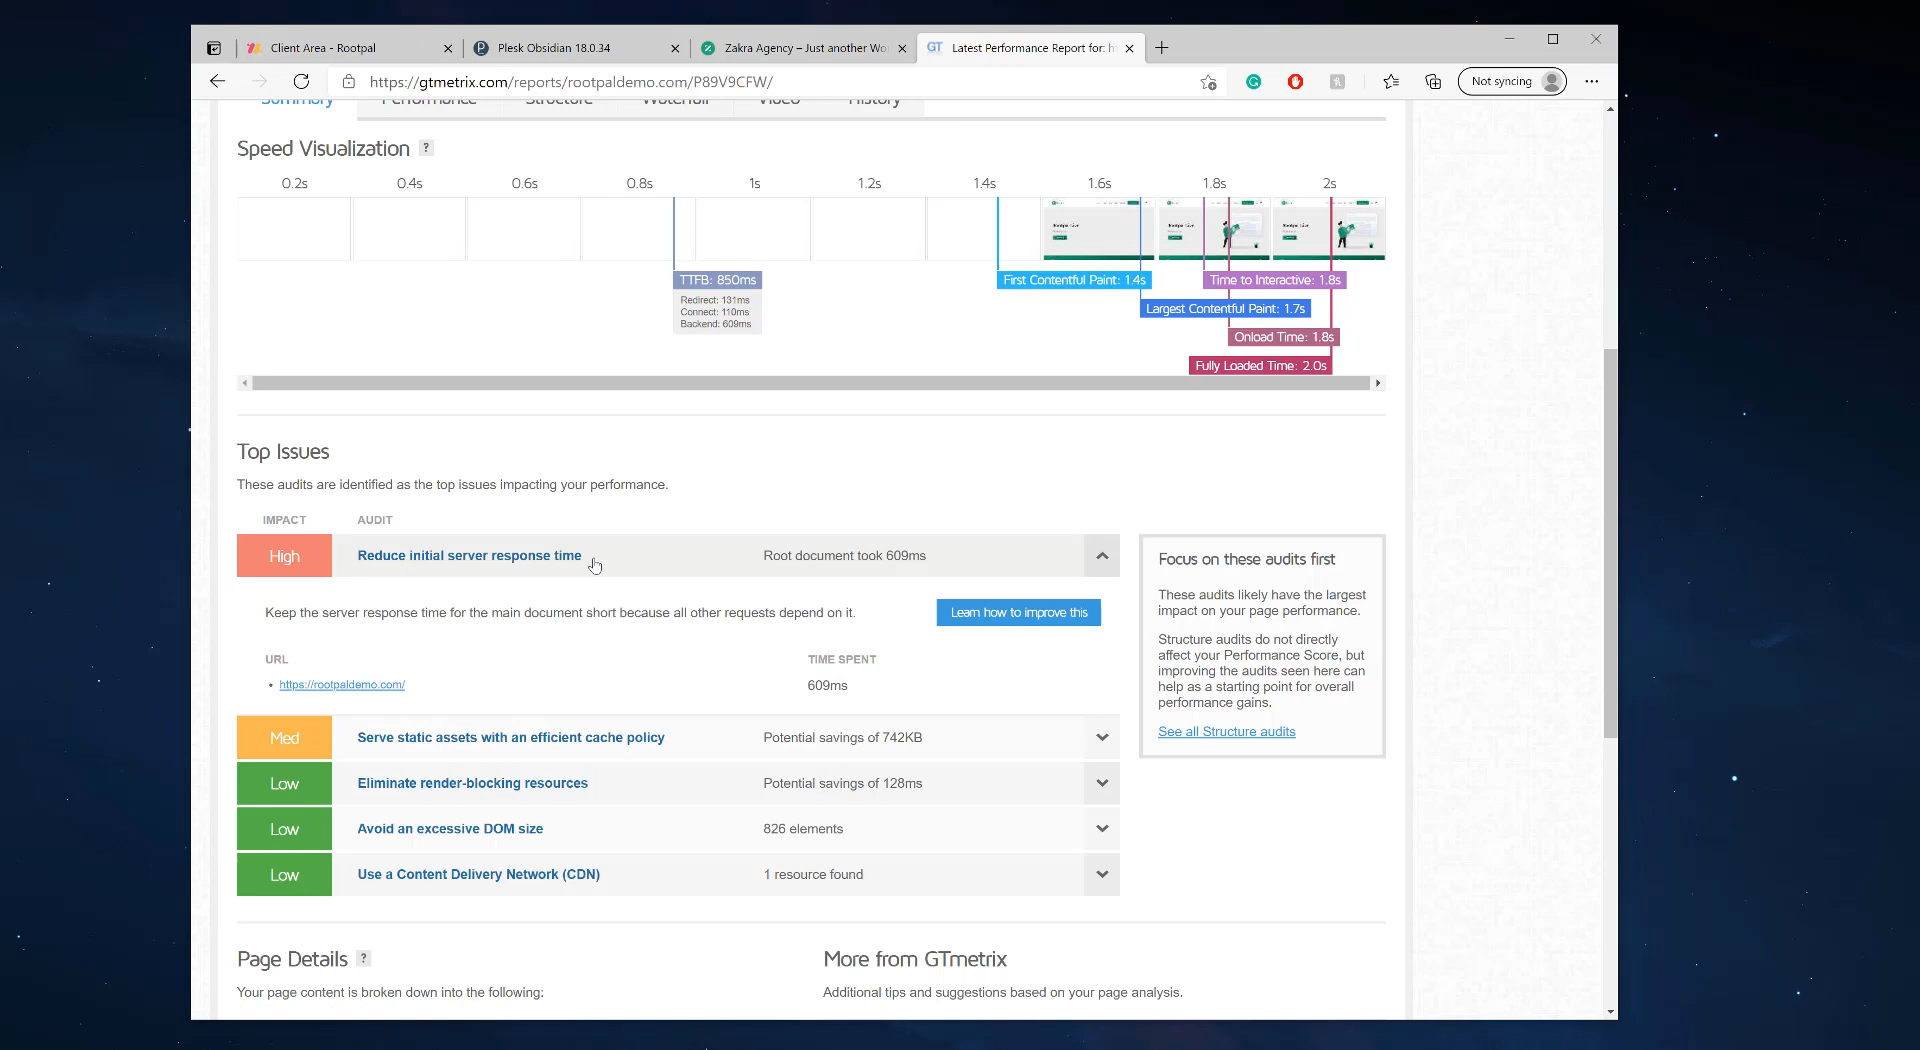 Client Area - Rootpal
Plesk Obsidian 18.0.34
Zakra Agency – Just another Wo
GT
Latest Performance Report for: h
https://gtmetrix.com/reports/rootpaldemo.com/P89V9CFW/
Not syncing
Summary
Performance
Structure
Waterfall
Video
History
Speed Visualization ?
0.2s
0.4s
0.6s
0.8s
1s
1.2s
1.4s
1.6s
1.8s
2s
TTFB: 850ms
Redirect: 131ms
Connect: 110ms
Backend: 609ms
First Contentful Paint: 1.4s
Time to Interactive: 1.8s
Largest Contentful Paint: 1.7s
Onload Time: 1.8s
Fully Loaded Time: 2.0s
Top Issues
These audits are identified as the top issues impacting your performance.
IMPACT
AUDIT
High
Reduce initial server response time
Root document took 609ms
Keep the server response time for the main document short because all other requests depend on it.
Learn how to improve this
URL
TIME SPENT
• https://rootpaldemo.com/
609ms
Med
Serve static assets with an efficient cache policy
Potential savings of 742KB
Low
Eliminate render-blocking resources
Potential savings of 128ms
Low
Avoid an excessive DOM size
826 elements
Low
Use a Content Delivery Network (CDN)
1 resource found
Focus on these audits first
These audits likely have the largest
impact on your page performance.
Structure audits do not directly
affect your Performance Score, but
improving the audits seen here can
help as a starting point for overall
performance gains.
See all Structure audits
Page Details ?
Your page content is broken down into the following:
More from GTmetrix
Additional tips and suggestions based on your page analysis.